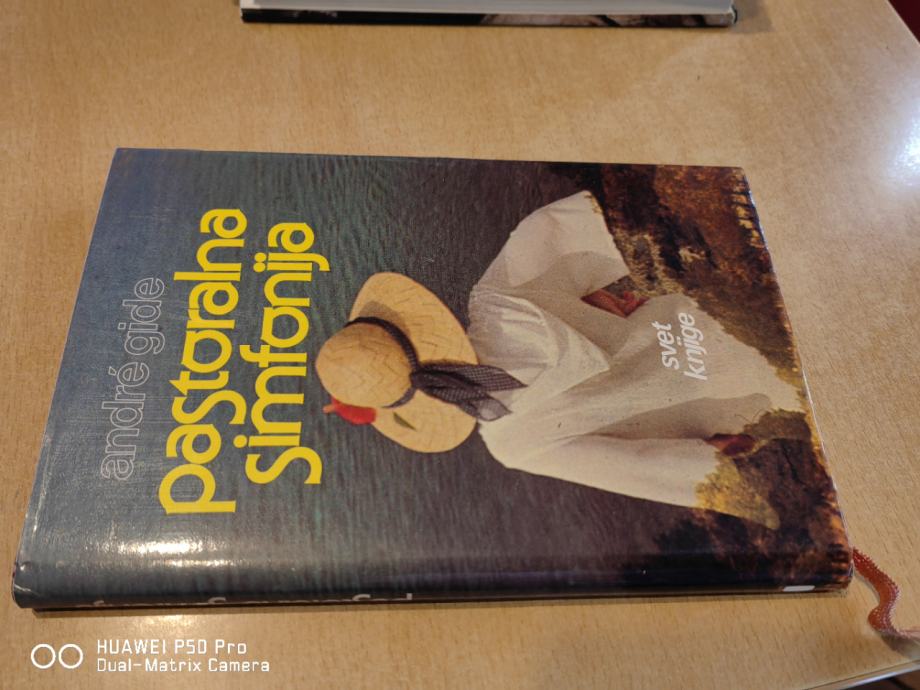 andré gide
pastoralna
simfonija
svet
knjige
HUAWEI P50 Pro
Dual-Matrix Camera